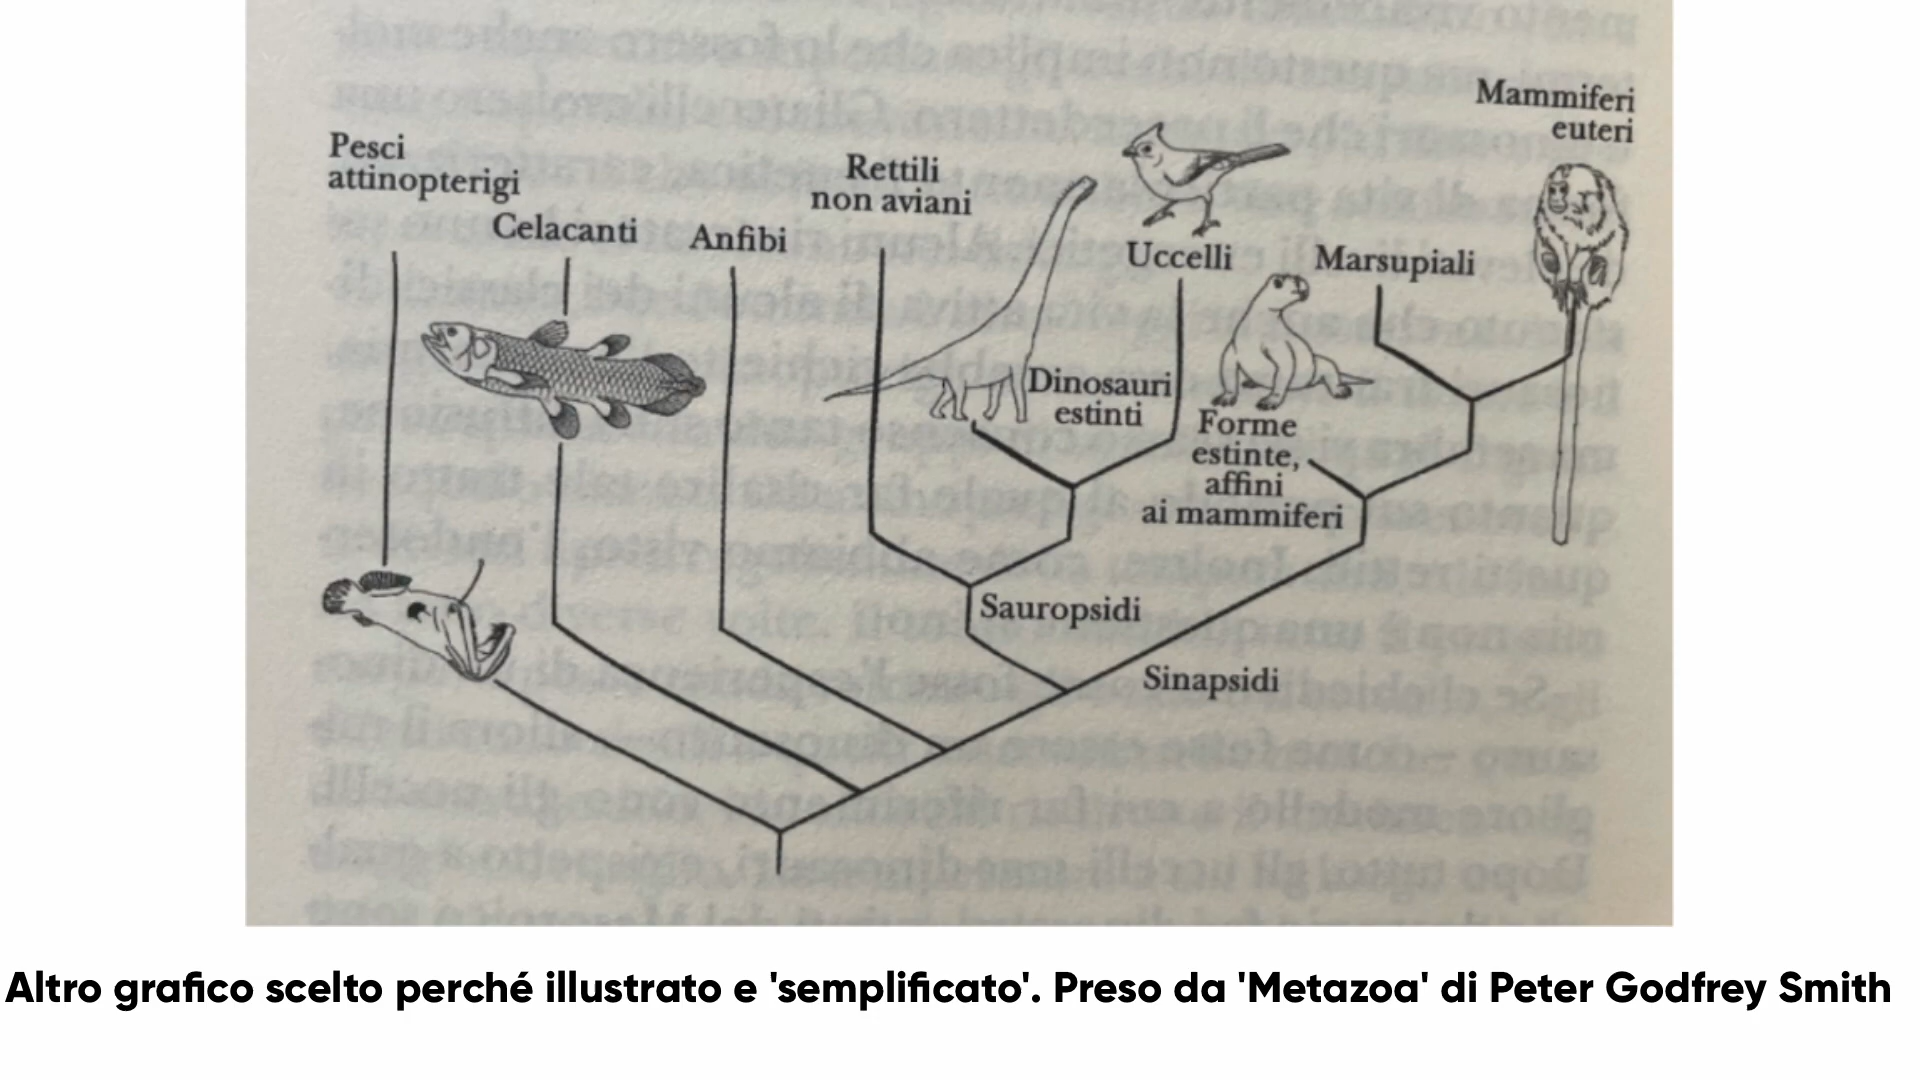 Mammiferi
euteri
Pesci
attinopterigi
Rettili
non aviani
Celacanti
Anfibi
Uccelli
Marsupiali
Dinosauri
estinti
Forme
estinte,
affini
ai mammiferi
Sauropsidi
Sinapsidi
Altro grafico scelto perché illustrato e 'semplificato'. Preso da 'Metazoa' di Peter Godfrey Smith